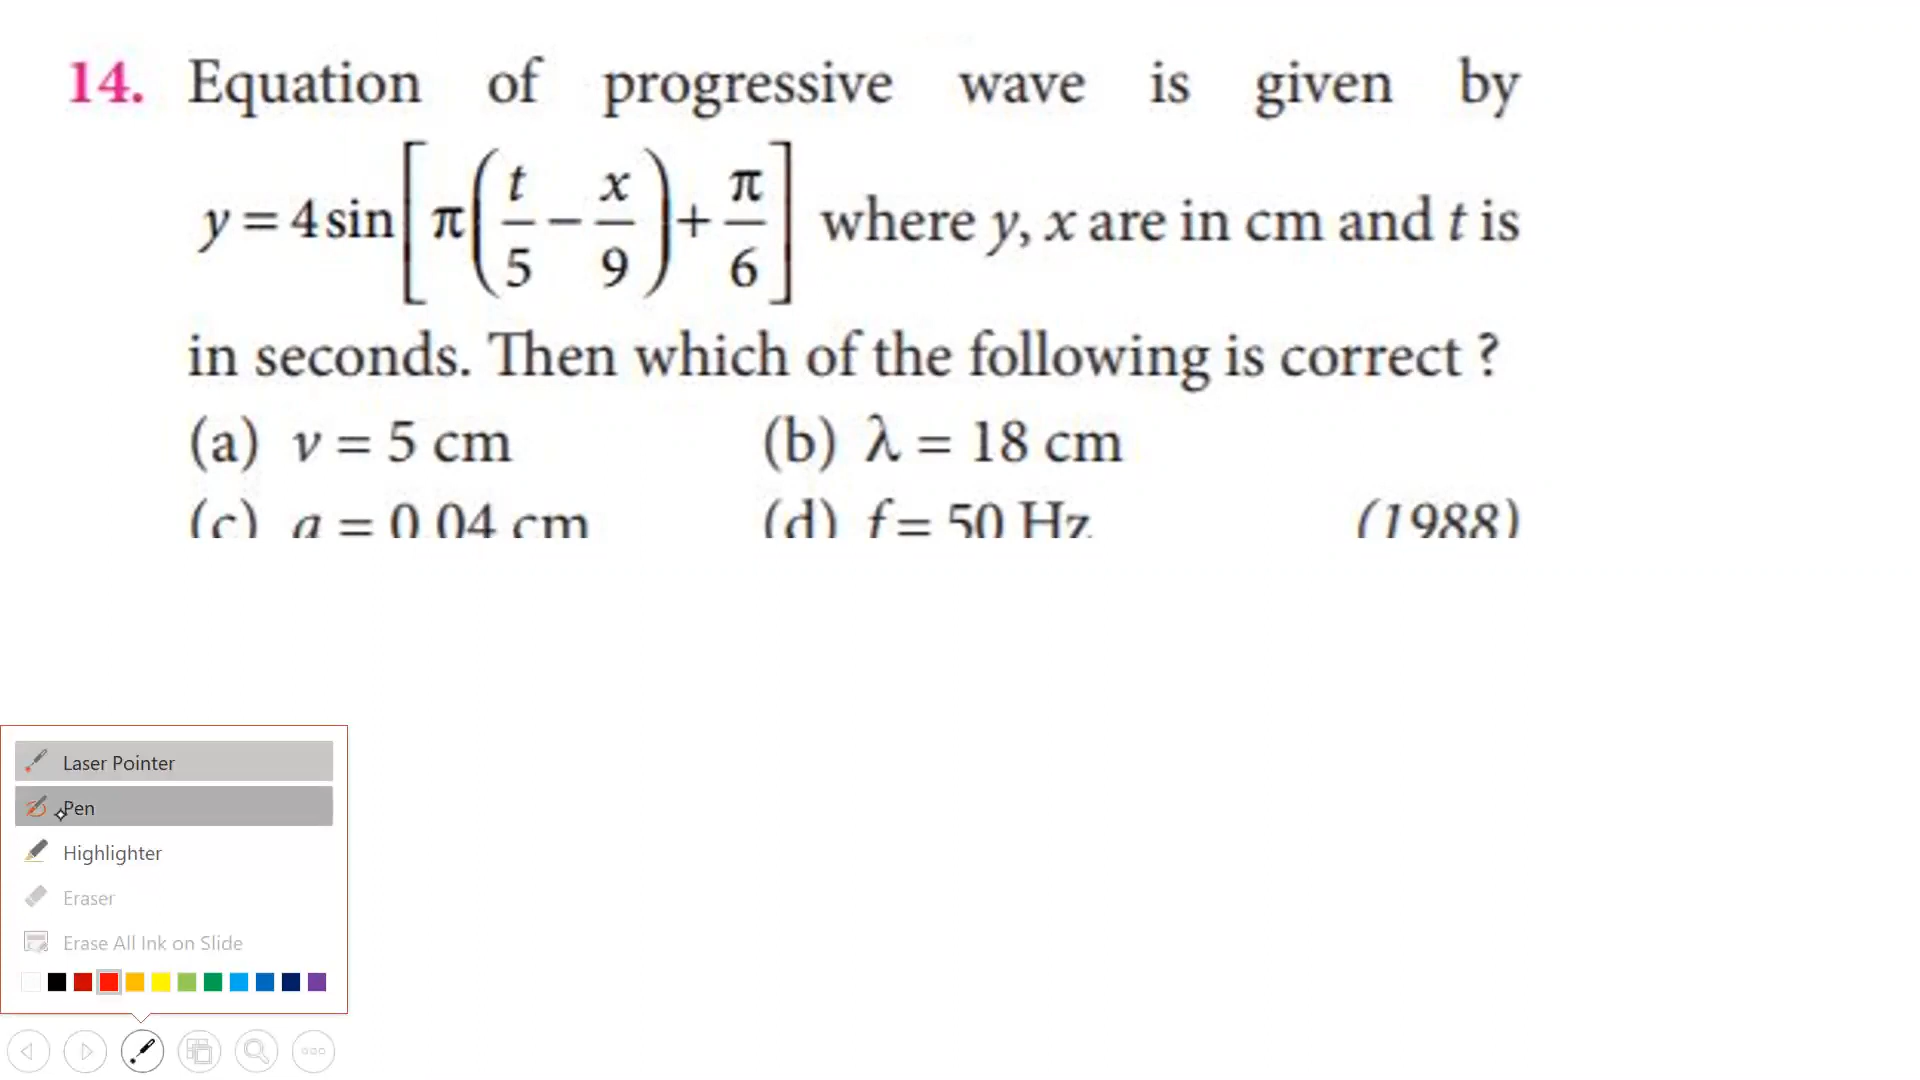 14. Equation of progressive wave is given by
y = 4 sin[π(t/5 − x/9) + π/6] where y, x are in cm and t is
in seconds. Then which of the following is correct ?
(a) v = 5 cm (b) λ = 18 cm
(c) a = 0.04 cm (d) f = 50 Hz (1988)
Laser Pointer
Pen
Highlighter
Eraser
Erase All Ink on Slide